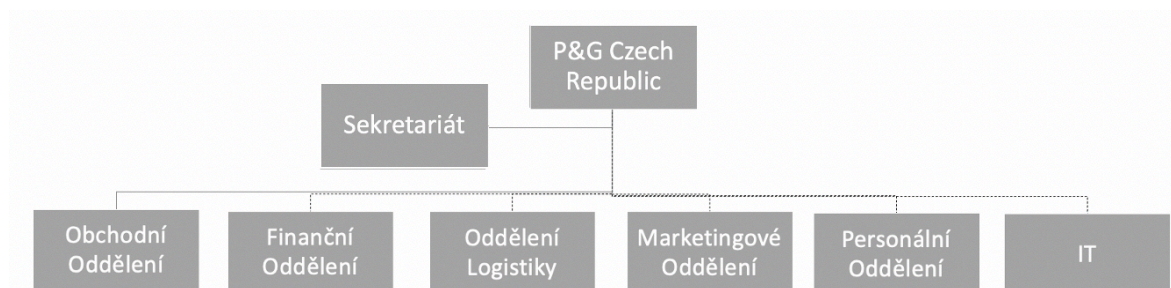 P&G Czech
Republic
Sekretariát
Obchodní
Oddělení
Finanční
Oddělení
Oddělení
Logistiky
Marketingové
Oddělení
Personální
Oddělení
IT